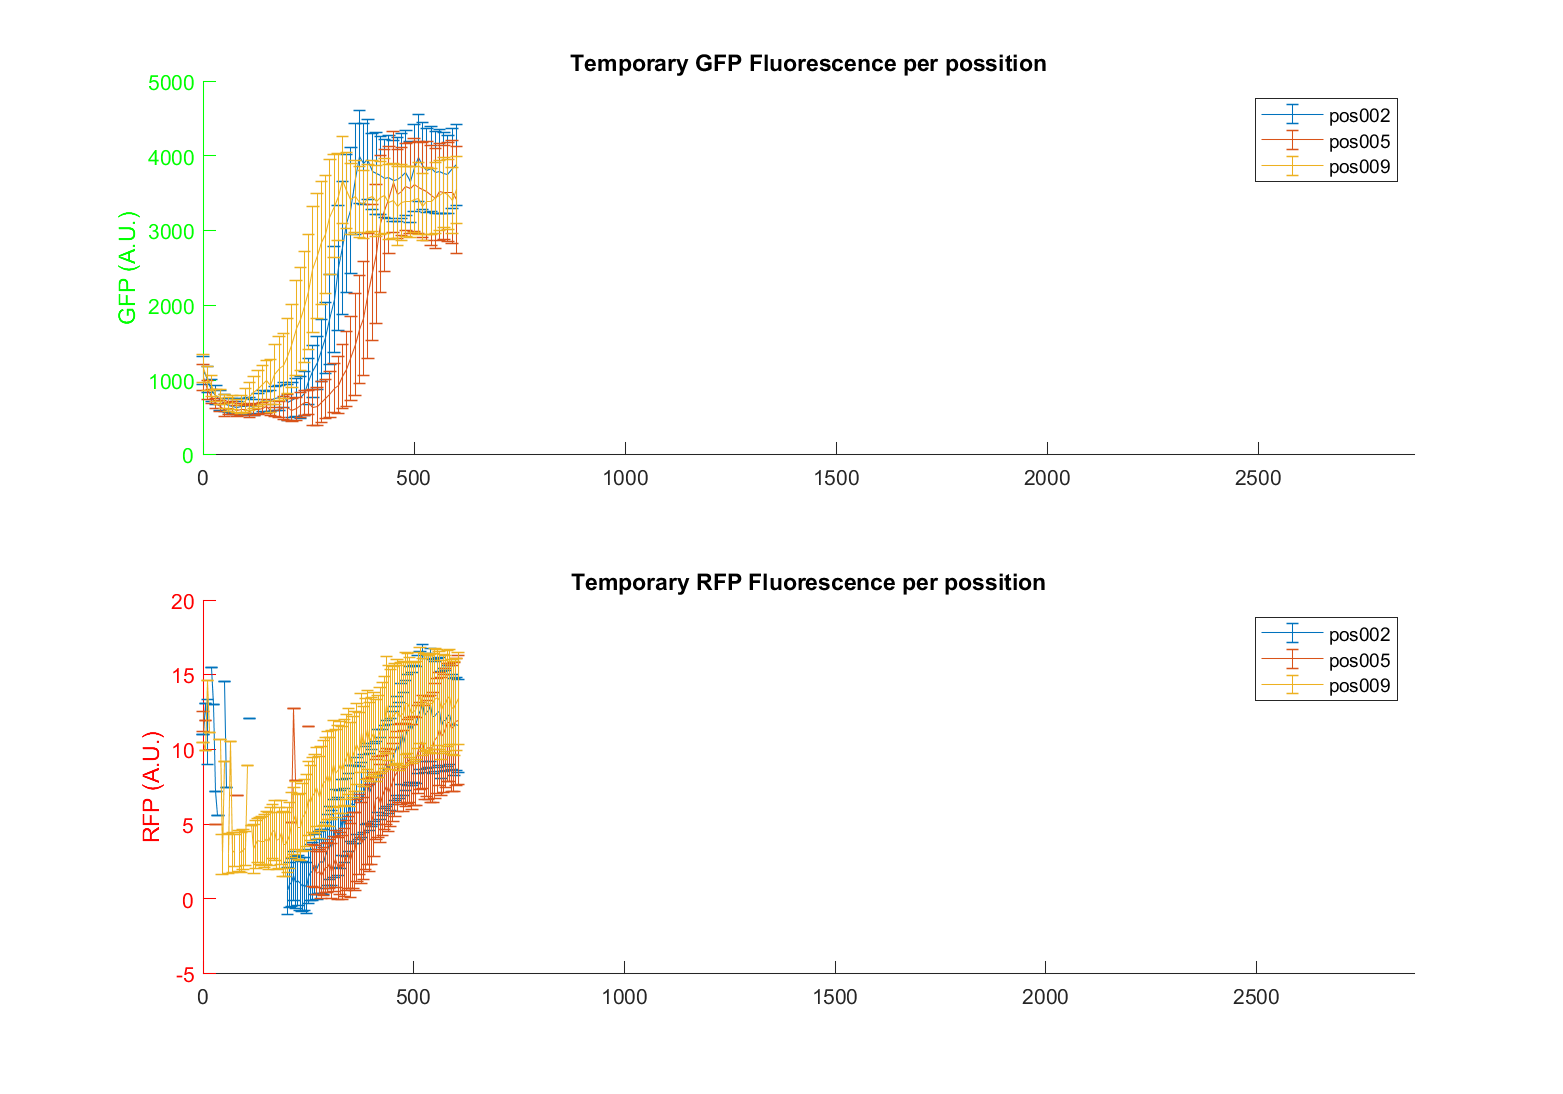 Temporary GFP Fluorescence per possition
5000
4000
3000
2000
1000
0
GFP (A.U.)
pos002
pos005
pos009
0 500 1000 1500 2000 2500
Temporary RFP Fluorescence per possition
20
15
10
5
0
-5
RFP (A.U.)
pos002
pos005
pos009
0 500 1000 1500 2000 2500